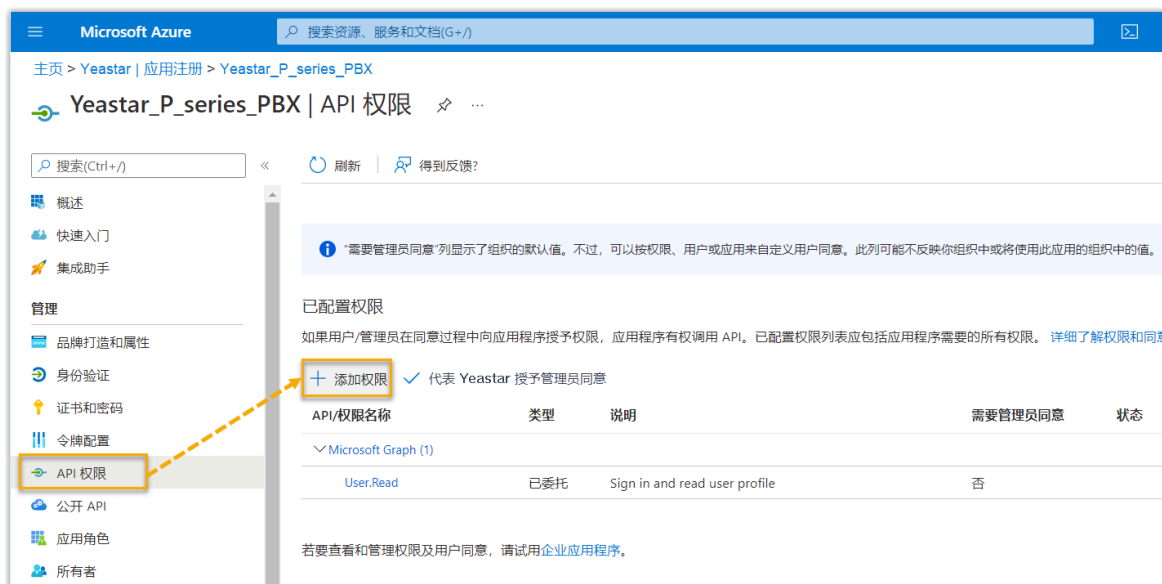 Microsoft Azure
搜索资源、服务和文档(G+/)
主页 > Yeastar | 应用注册 > Yeastar_P_series_PBX
Yeastar_P_series_PBX | API 权限
搜索(Ctrl+/)
刷新
得到反馈?
概述
快速入门
集成助手
管理
品牌打造和属性
身份验证
证书和密码
令牌配置
API 权限
公开 API
应用角色
所有者
"需要管理员同意"列显示了组织的默认值。不过，可以按权限、用户或应用来自定义用户同意。此列可能不反映你组织中或将使用此应用的组织中的值。
已配置权限
如果用户/管理员在同意过程中向应用程序授予权限，应用程序有权调用 API。已配置权限列表应包括应用程序需要的所有权限。 详细了解权限和同意
添加权限
代表 Yeastar 授予管理员同意
API/权限名称 类型 说明 需要管理员同意 状态
Microsoft Graph (1)
User.Read 已委托 Sign in and read user profile 否
若要查看和管理权限及用户同意，请试用企业应用程序。